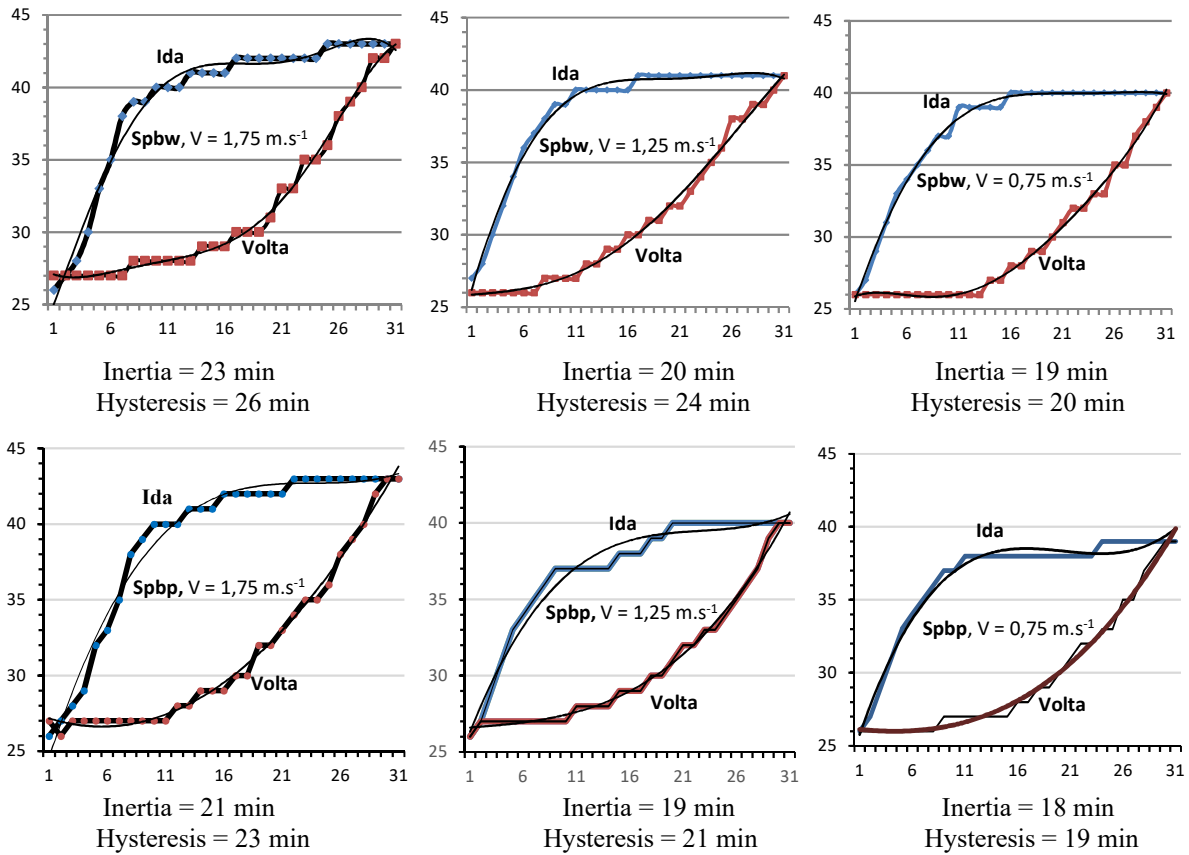 45
40
35
30
25
Ida
Spbw, V = 1,75 m.s-1
Volta
1 6 11 16 21 26 31
Inertia = 23 min
Hysteresis = 26 min
45
40
35
30
25
Ida
Spbw, V = 1,25 m.s-1
Volta
1 6 11 16 21 26 31
Inertia = 20 min
Hysteresis = 24 min
45
40
35
30
25
Ida
Spbw, V = 0,75 m.s-1
Volta
1 6 11 16 21 26 31
Inertia = 19 min
Hysteresis = 20 min
45
40
35
30
25
Ida
Spbp, V = 1,75 m.s-1
Volta
1 6 11 16 21 26 31
Inertia = 21 min
Hysteresis = 23 min
45
40
35
30
25
Ida
Spbp, V = 1,25 m.s-1
Volta
1 6 11 16 21 26 31
Inertia = 19 min
Hysteresis = 21 min
45
40
35
30
25
Ida
Spbp, V = 0,75 m.s-1
Volta
1 6 11 16 21 26 31
Inertia = 18 min
Hysteresis = 19 min